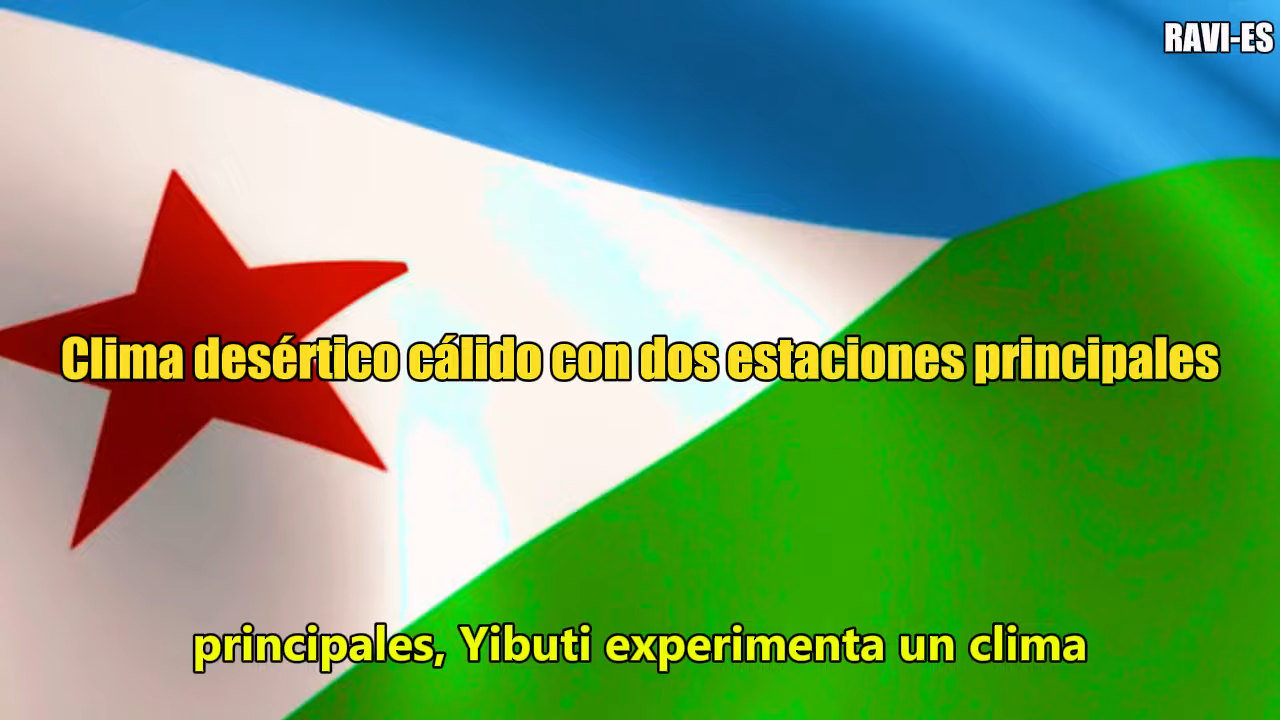 RAVI-ES
Clima desértico cálido con dos estaciones principales
principales, Yibuti experimenta un clima